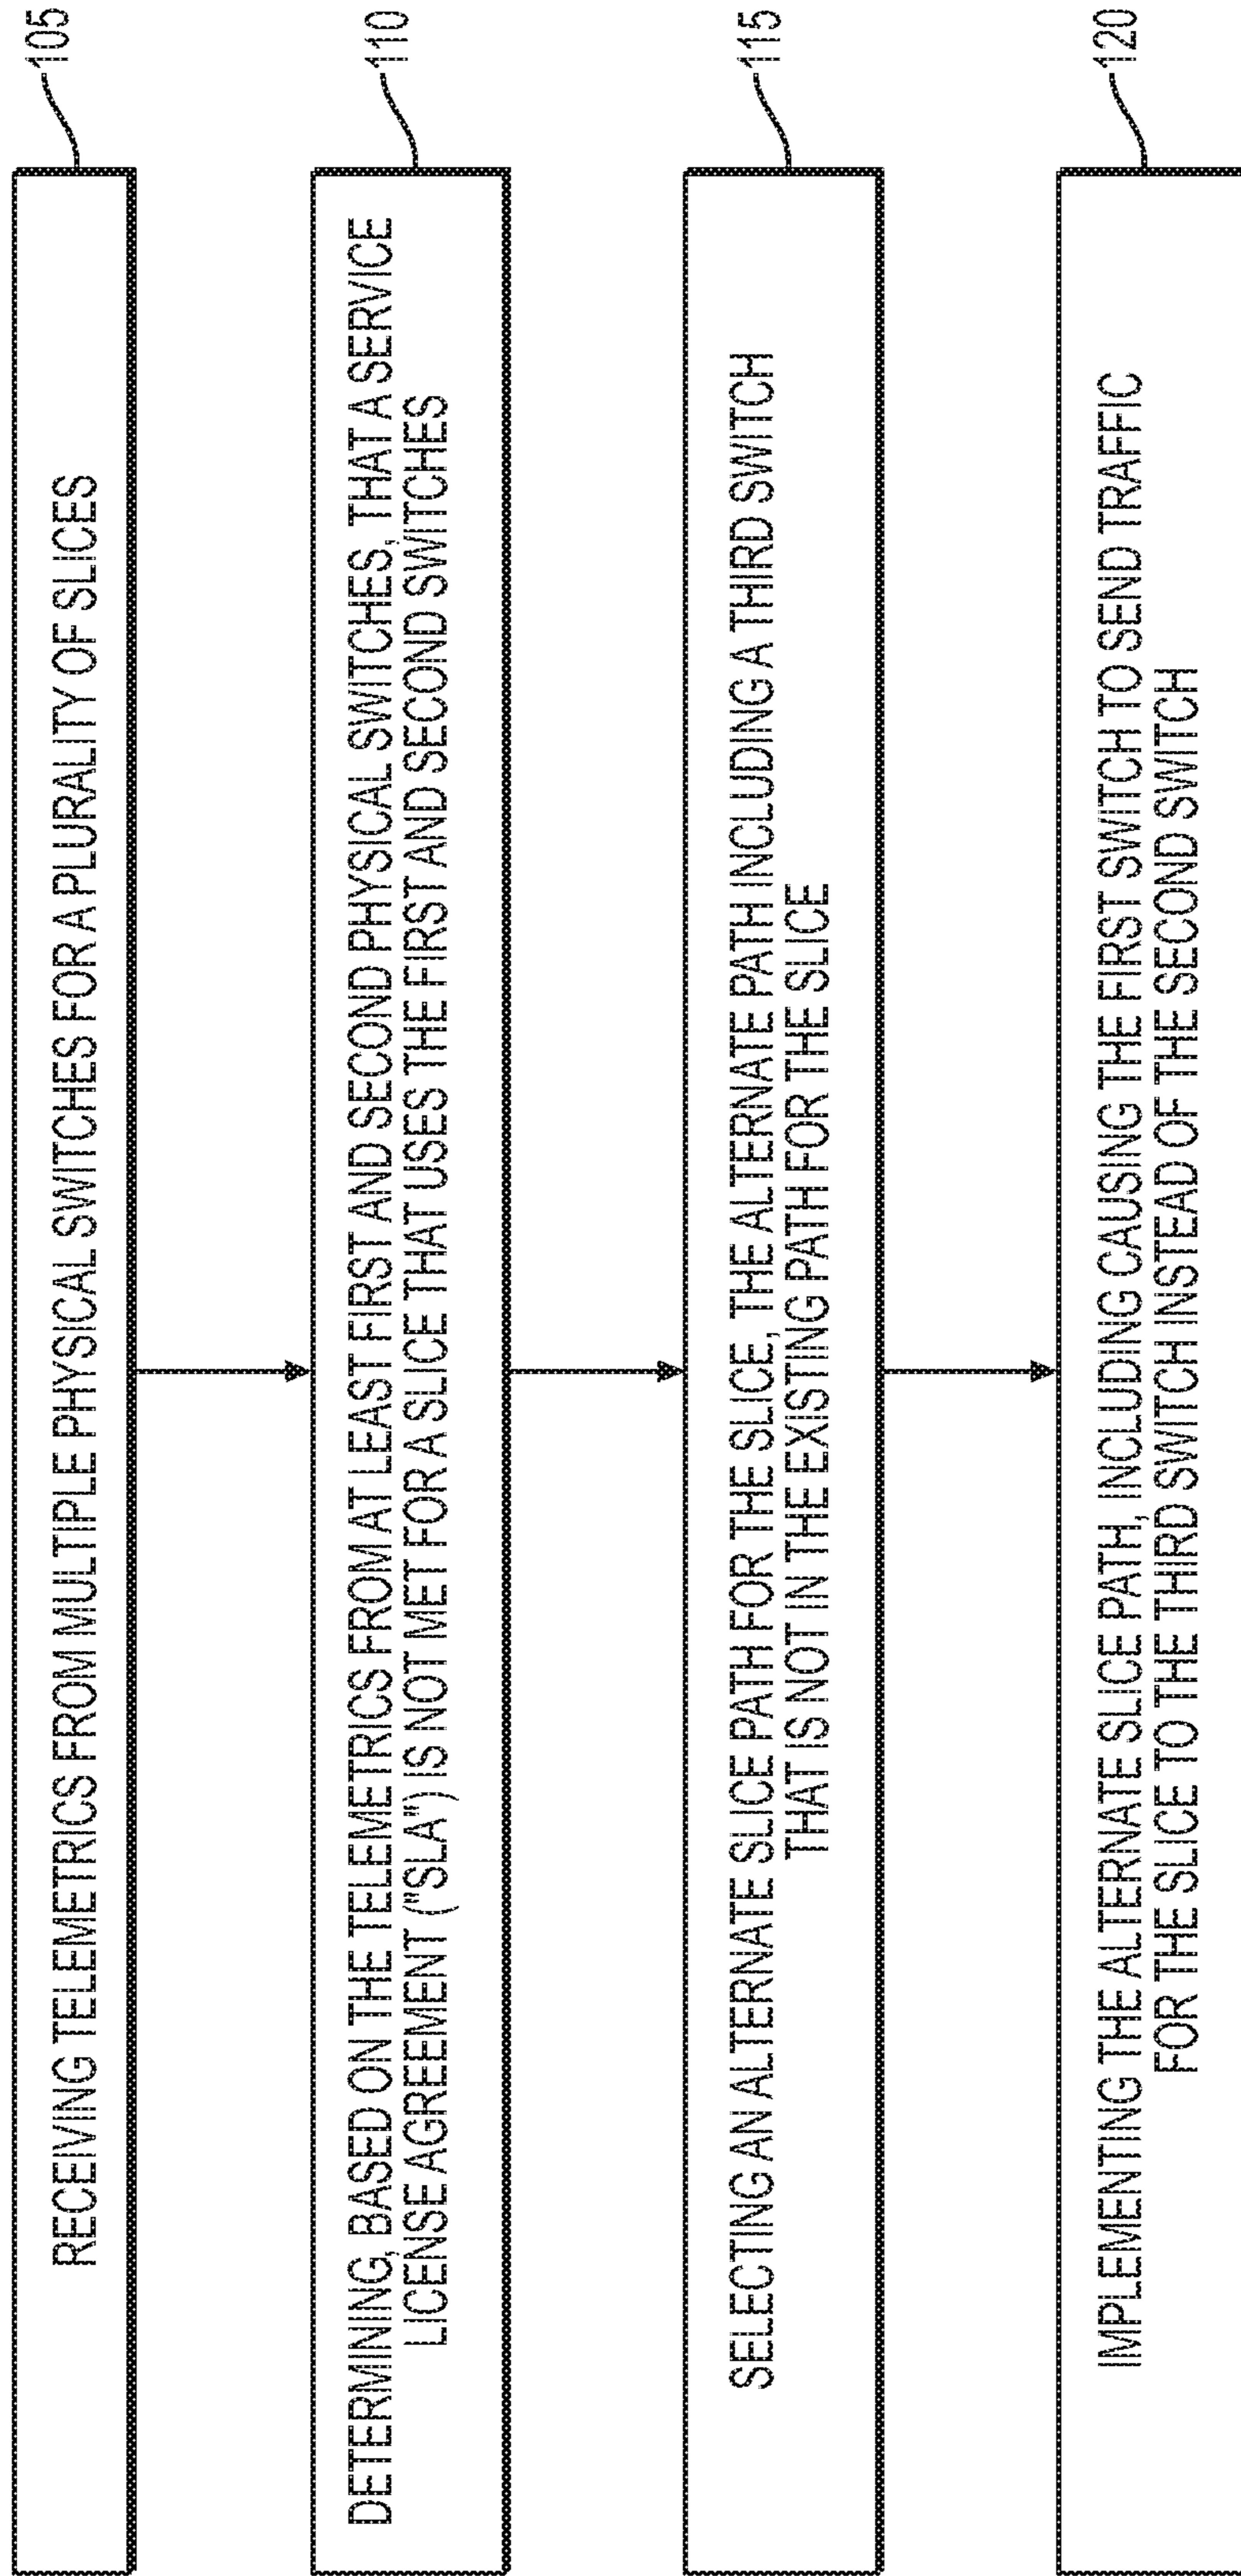 RECEIVING TELEMETRICS FROM MULTIPLE PHYSICAL SWITCHES FOR A PLURALITY OF SLICES
105
DETERMINING, BASED ON THE TELEMETRICS FROM AT LEAST FIRST AND SECOND PHYSICAL SWITCHES, THAT A SERVICE
LICENSE AGREEMENT ("SLA") IS NOT MET FOR A SLICE THAT USES THE FIRST AND SECOND SWITCHES
110
SELECTING AN ALTERNATE SLICE PATH FOR THE SLICE, THE ALTERNATE PATH INCLUDING A THIRD SWITCH
THAT IS NOT IN THE EXISTING PATH FOR THE SLICE
115
IMPLEMENTING THE ALTERNATE SLICE PATH, INCLUDING CAUSING THE FIRST SWITCH TO SEND TRAFFIC
FOR THE SLICE TO THE THIRD SWITCH INSTEAD OF THE SECOND SWITCH
120